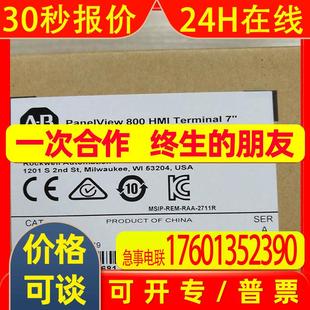 30秒报价
24H在线
AB
PanelView 800 HMI Terminal 7"
一次合作 终生的朋友
Rockwell Automation
1201 S 2nd St, Milwaukee, WI 53204, USA
10
MSIP-REM-RAA-2711R
CAT
PRODUCT OF CHINA
SER
A
价格
可谈
急事电联 17601352390
可开专/普票